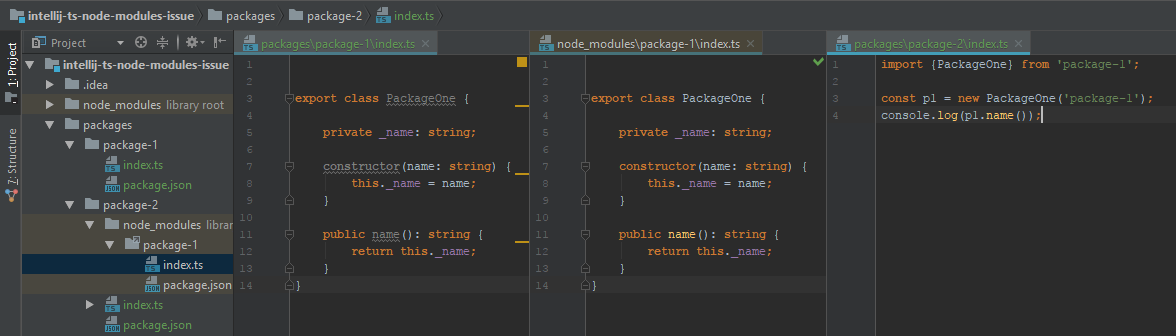 intellij-ts-node-modules-issue packages package-2 index.ts
1: Project
7: Structure
Project
intellij-ts-node-modules-issue
.idea
node_modules library root
packages
package-1
index.ts
package.json
package-2
node_modules library
package-1
index.ts
package.json
index.ts
package.json
packages\package-1\index.ts
1
2
3 export class PackageOne {
4
5 private _name: string;
6
7 constructor(name: string) {
8 this._name = name;
9 }
10
11 public name(): string {
12 return this._name;
13 }
14 }
node_modules\package-1\index.ts
1
2
3 export class PackageOne {
4
5 private _name: string;
6
7 constructor(name: string) {
8 this._name = name;
9 }
10
11 public name(): string {
12 return this._name;
13 }
14 }
packages\package-2\index.ts
1 import {PackageOne} from 'package-1';
2
3 const p1 = new PackageOne('package-1');
4 console.log(p1.name());